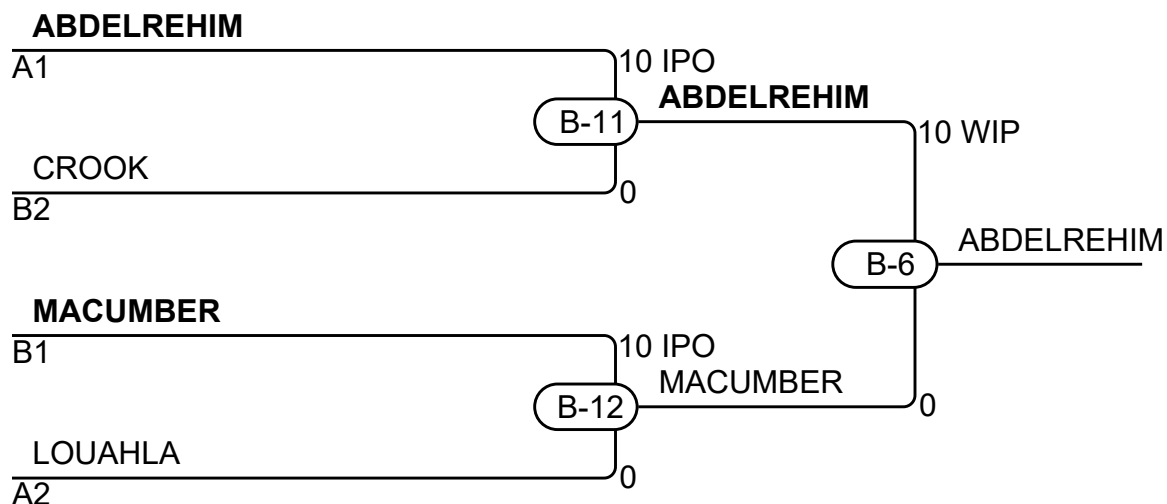 ABDELREHIM
A1
10 IPO
ABDELREHIM
B-11
10 WIP
CROOK
B2
0
ABDELREHIM
B-6
MACUMBER
B1
10 IPO
MACUMBER
B-12
0
LOUAHLA
A2
0